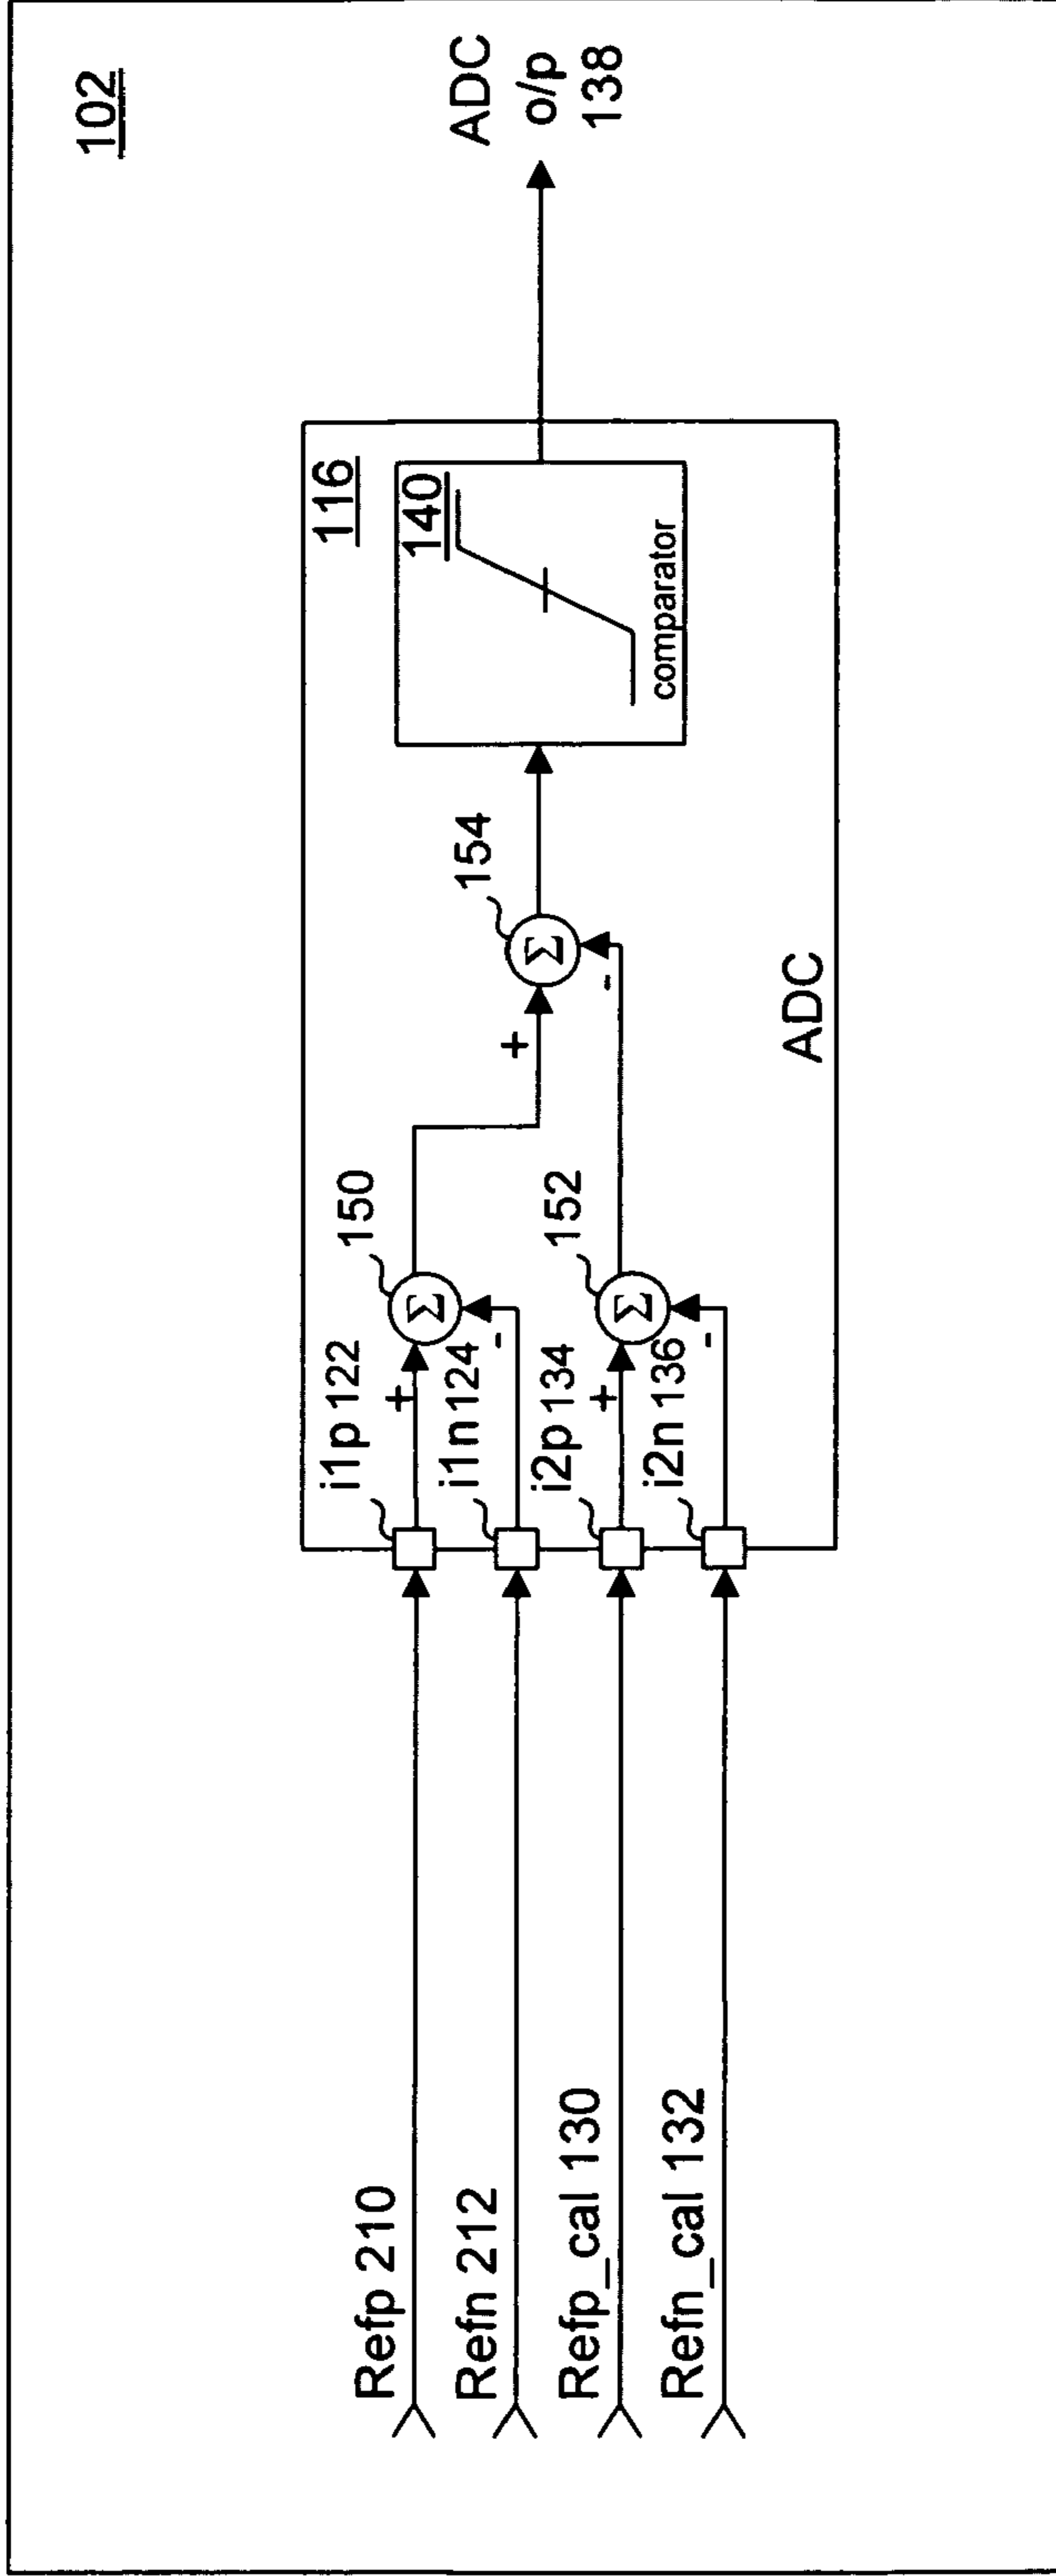 102
Refp 210
Refn 212
Refp_cal 130
Refn_cal 132
i1p 122
i1n 124
i2p 134
i2n 136
+
-
+
-
150
152
+
-
154
Σ
Σ
Σ
116
140
comparator
ADC
ADC
o/p
138